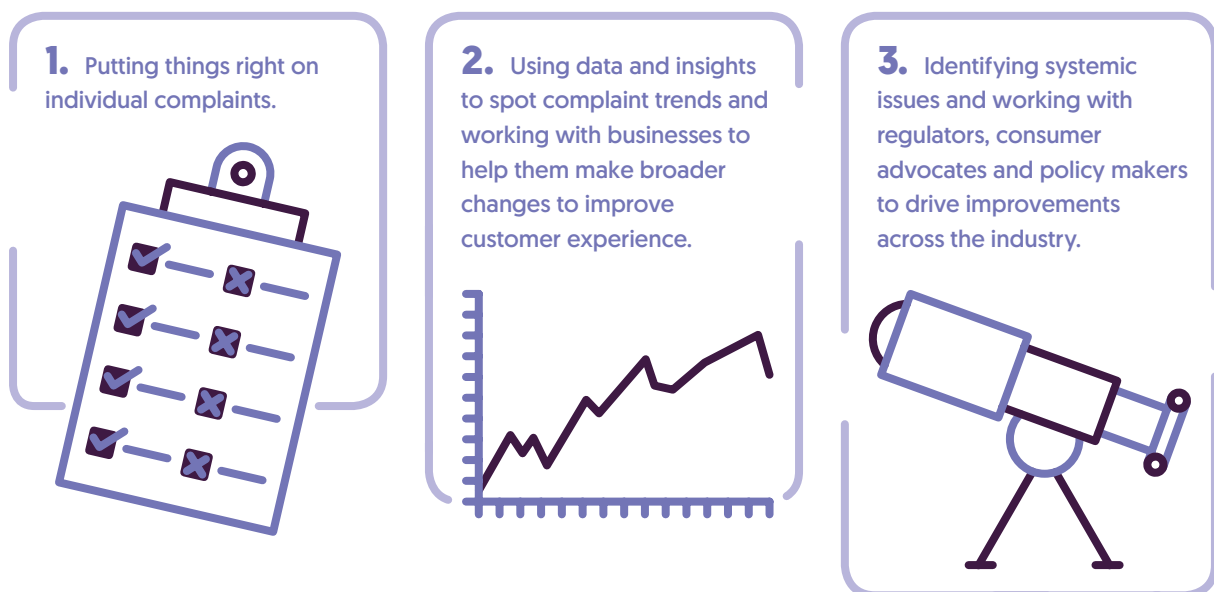 1. Putting things right on
individual complaints.
2. Using data and insights
to spot complaint trends and
working with businesses to
help them make broader
changes to improve
customer experience.
3. Identifying systemic
issues and working with
regulators, consumer
advocates and policy makers
to drive improvements
across the industry.